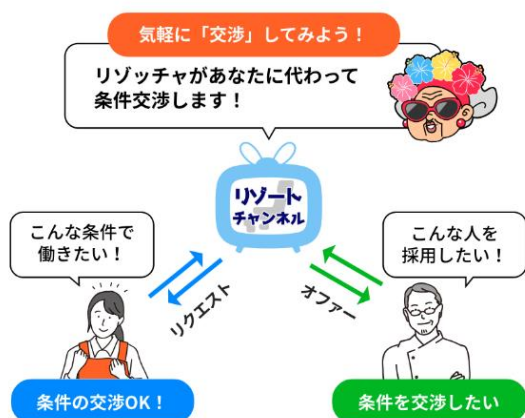 気軽に「交渉」してみよう！
リゾッチャがあなたに代わって
条件交渉します！
リゾート
チャンネル
こんな条件で
働きたい！
こんな人を
採用したい！
リクエスト
オファー
条件の交渉OK！
条件を交渉したい